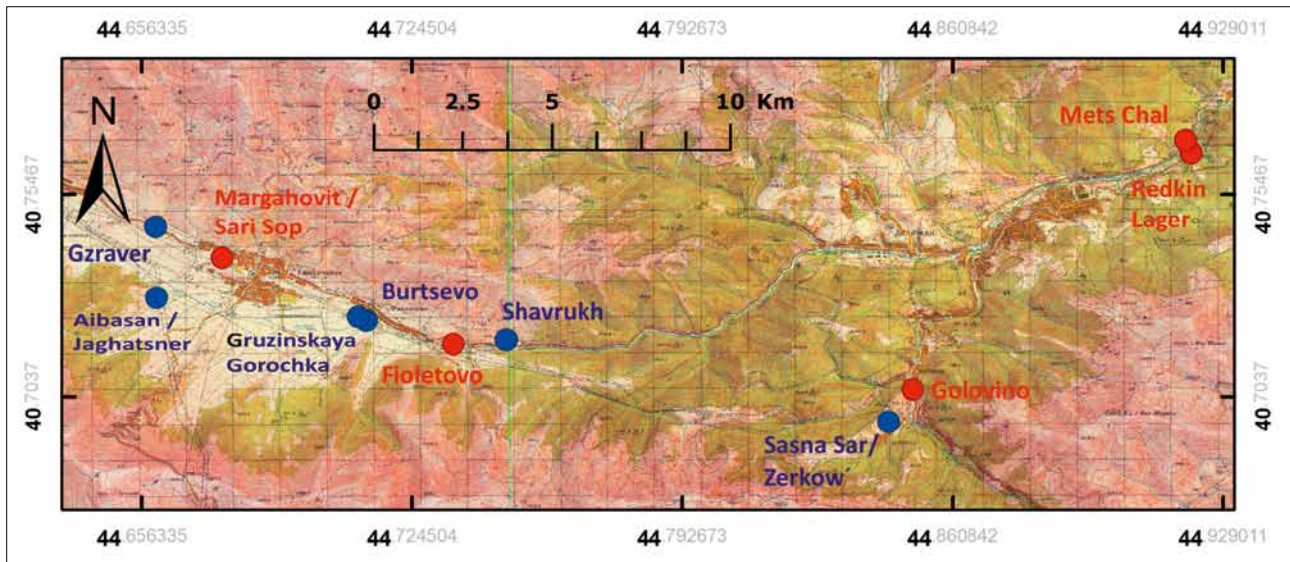 44.656335 44.724504 44.792673 44.860842 44.929011
N
0 2.5 5 10 Km
Mets Chal
40.75467
40.75467
Redkin
Lager
Margahovit /
Sari Sop
Gzraver
Burtsevo
Shavrukh
Aibasan /
Jaghatsner
Gruzinskaya
Gorochka
Fioletovo
Golovino
40.7037
40.7037
Sasna Sar/
Zerkow´
44.656335 44.724504 44.792673 44.860842 44.929011